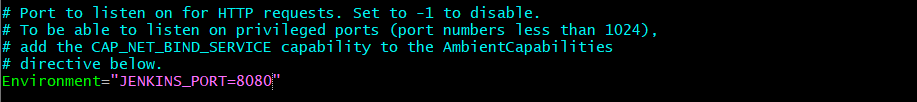 # Port to listen on for HTTP requests. Set to -1 to disable.
# To be able to listen on privileged ports (port numbers less than 1024),
# add the CAP_NET_BIND_SERVICE capability to the AmbientCapabilities
# directive below.
Environment="JENKINS_PORT=8080"